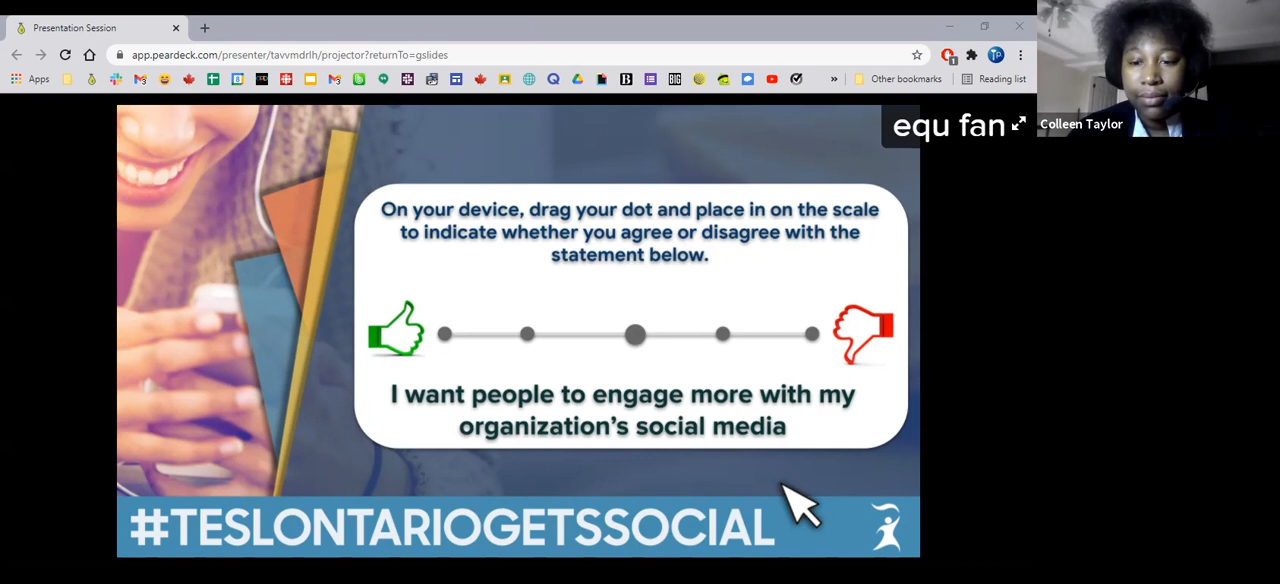 Presentation Session
app.peardeck.com/presenter/tavvmdrlh/projector?returnTo=gslides
Apps
Other bookmarks
Reading list
Colleen Taylor
equ fan
On your device, drag your dot and place in on the scale
to indicate whether you agree or disagree with the
statement below.
I want people to engage more with my
organization's social media
#TESLONTARIOGETSSOCIAL